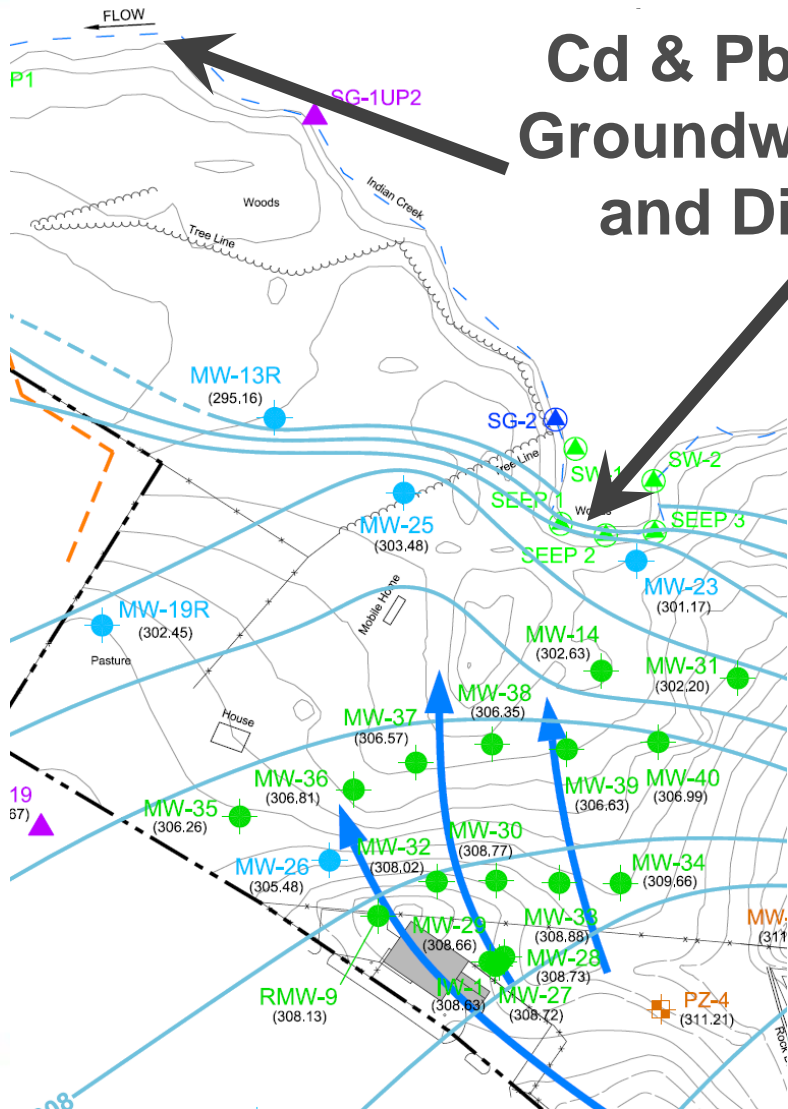 FLOW
Cd & Pb
Groundw
and Di
P1
SG-1UP2
Woods
Indian Creek
Tree Line
MW-13R
(295.16)
SG-2
Tree Line
SW-1
SW-2
SEEP 1
Woods
SEEP 3
SEEP 2
MW-25
(303.48)
MW-23
(301.17)
MW-19R
(302.45)
Mobile Home
Pasture
MW-14
(302.63)
MW-31
(302.20)
MW-38
(306.35)
House
MW-37
(306.57)
MW-39
(306.63)
MW-40
(306.99)
MW-36
(306.81)
19
67)
MW-35
(306.26)
MW-30
(308.77)
MW-32
(308.02)
MW-26
(305.48)
MW-34
(309.66)
MW-29
(308.66)
MW-33
(308.88)
MW-
(311
MW-28
(308.73)
RMW-9
(308.13)
IW-1
(308.63)
MW-27
(308.72)
PZ-4
(311.21)
Rock
308